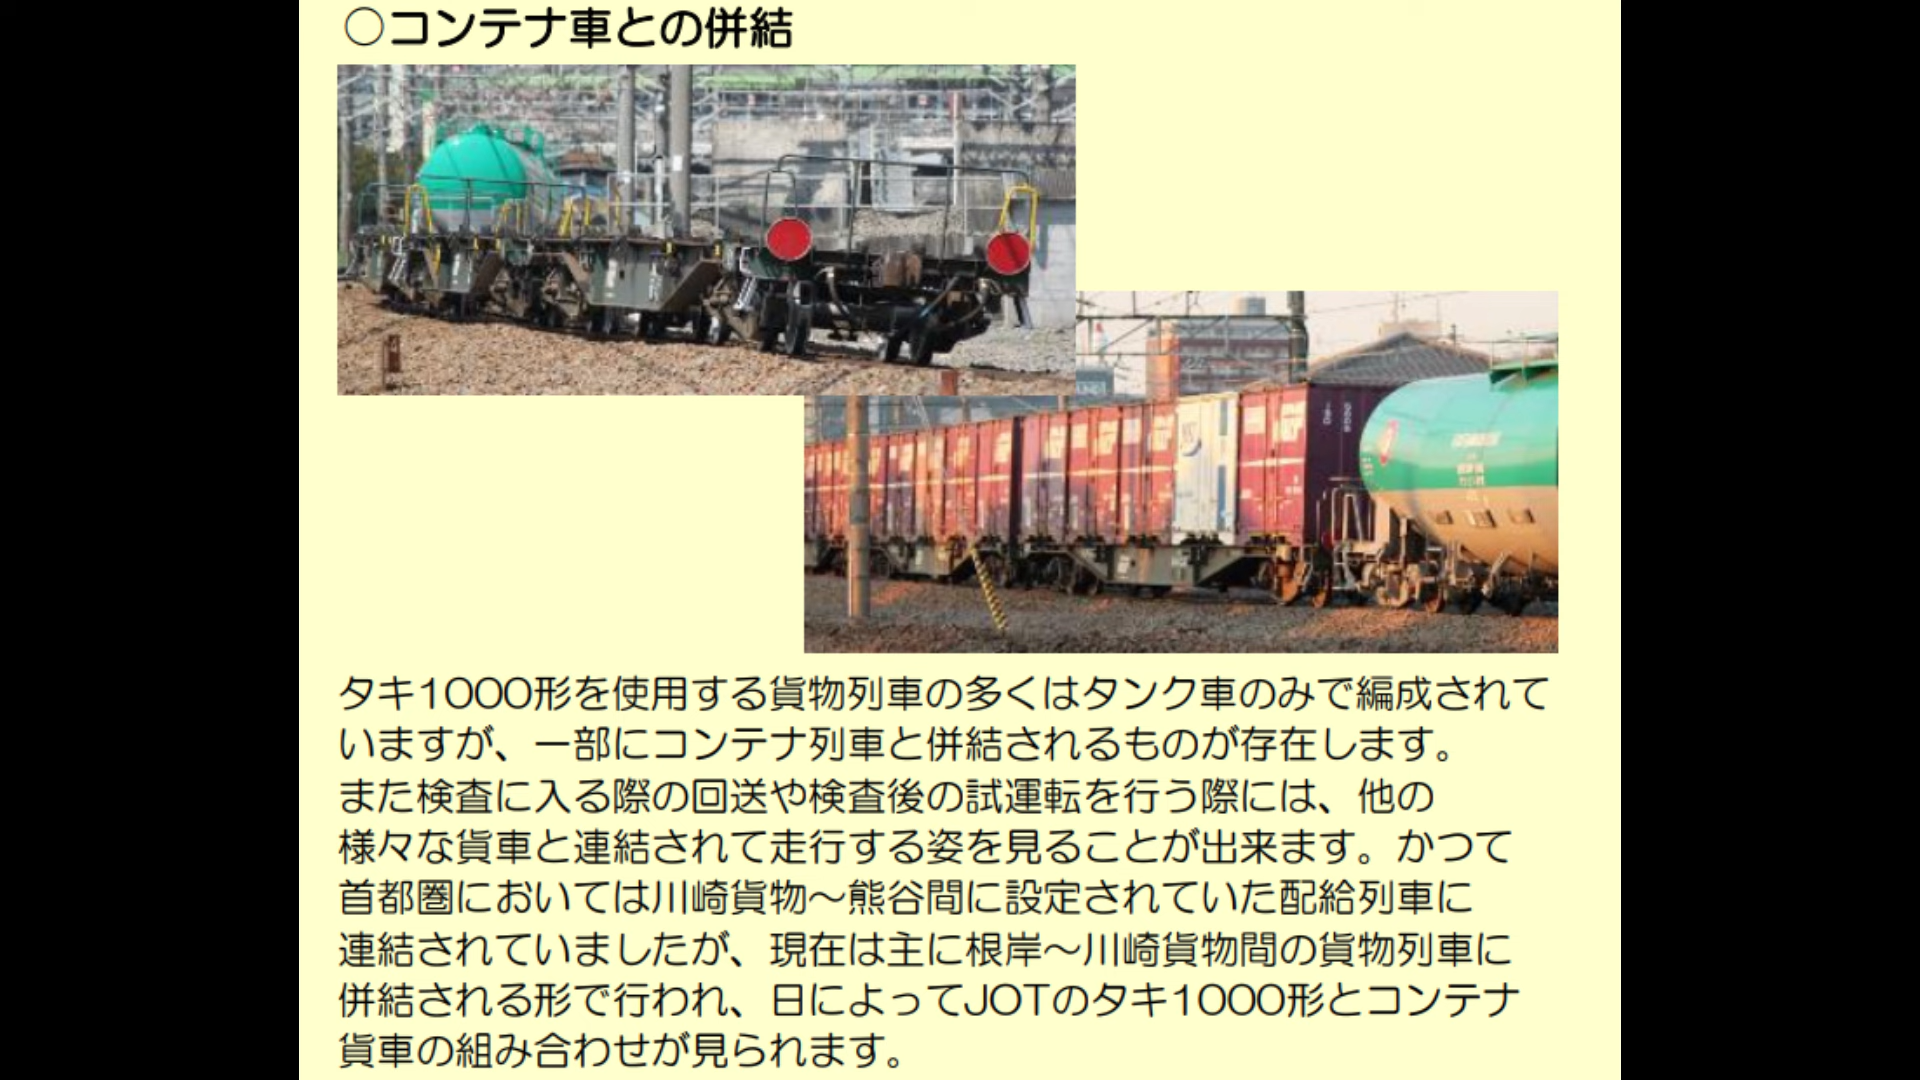 ○コンテナ車との併結
タキ1000形を使用する貨物列車の多くはタンク車のみで編成されて
いますが、一部にコンテナ列車と併結されるものが存在します。
また検査に入る際の回送や検査後の試運転を行う際には、他の
様々な貨車と連結されて走行する姿を見ることが出来ます。かつて
首都圏においては川崎貨物～熊谷間に設定されていた配給列車に
連結されていましたが、現在は主に根岸～川崎貨物間の貨物列車に
併結される形で行われ、日によってJOTのタキ1000形とコンテナ
貨車の組み合わせが見られます。